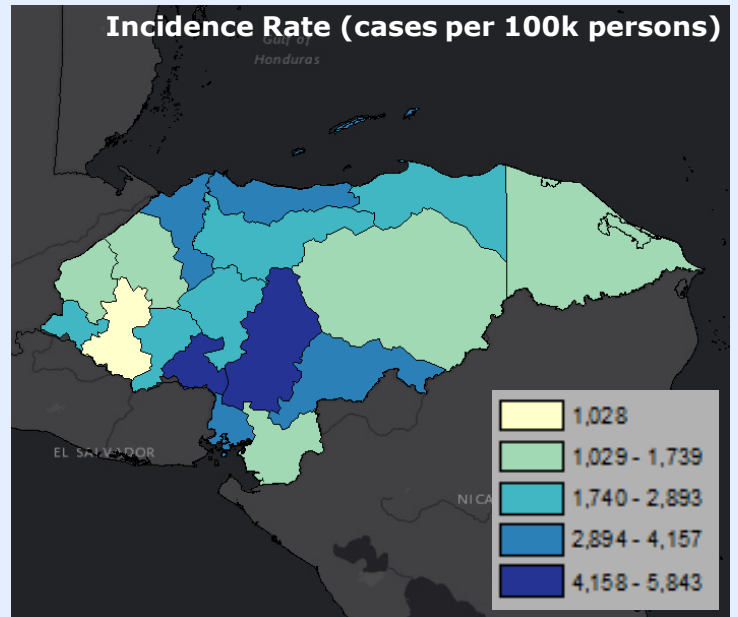 Incidence Rate (cases per 100k persons)
Gulf of
Honduras
EL SALVADOR
NICA
1,028
1,029 - 1,739
1,740 - 2,893
2,894 - 4,157
4,158 - 5,843